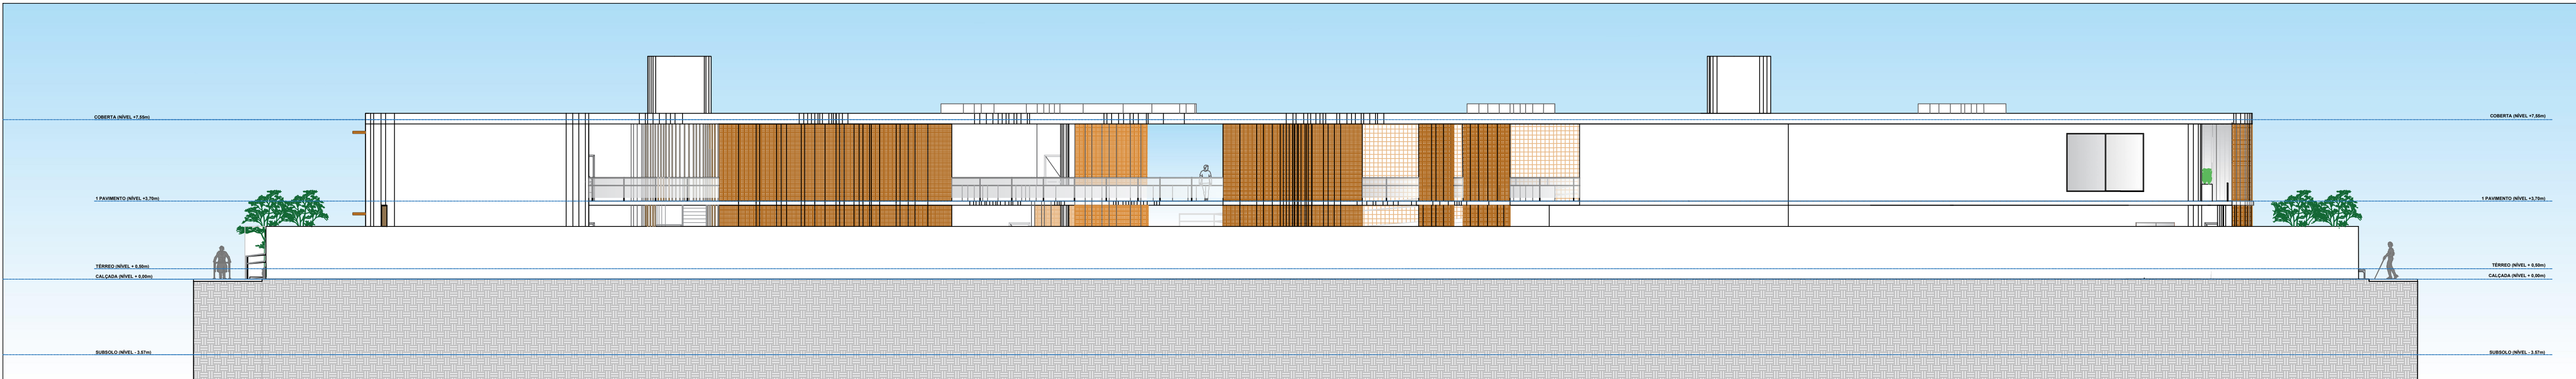 COBERTA (NÍVEL +7,55m)
COBERTA (NÍVEL +7,55m)
1 PAVIMENTO (NÍVEL +3,70m)
1 PAVIMENTO (NÍVEL +3,70m)
TÉRREO (NÍVEL + 0,50m)
TÉRREO (NÍVEL + 0,50m)
CALÇADA (NÍVEL + 0,00m)
CALÇADA (NÍVEL + 0,00m)
SUBSOLO (NÍVEL - 3.57m)
SUBSOLO (NÍVEL - 3.57m)